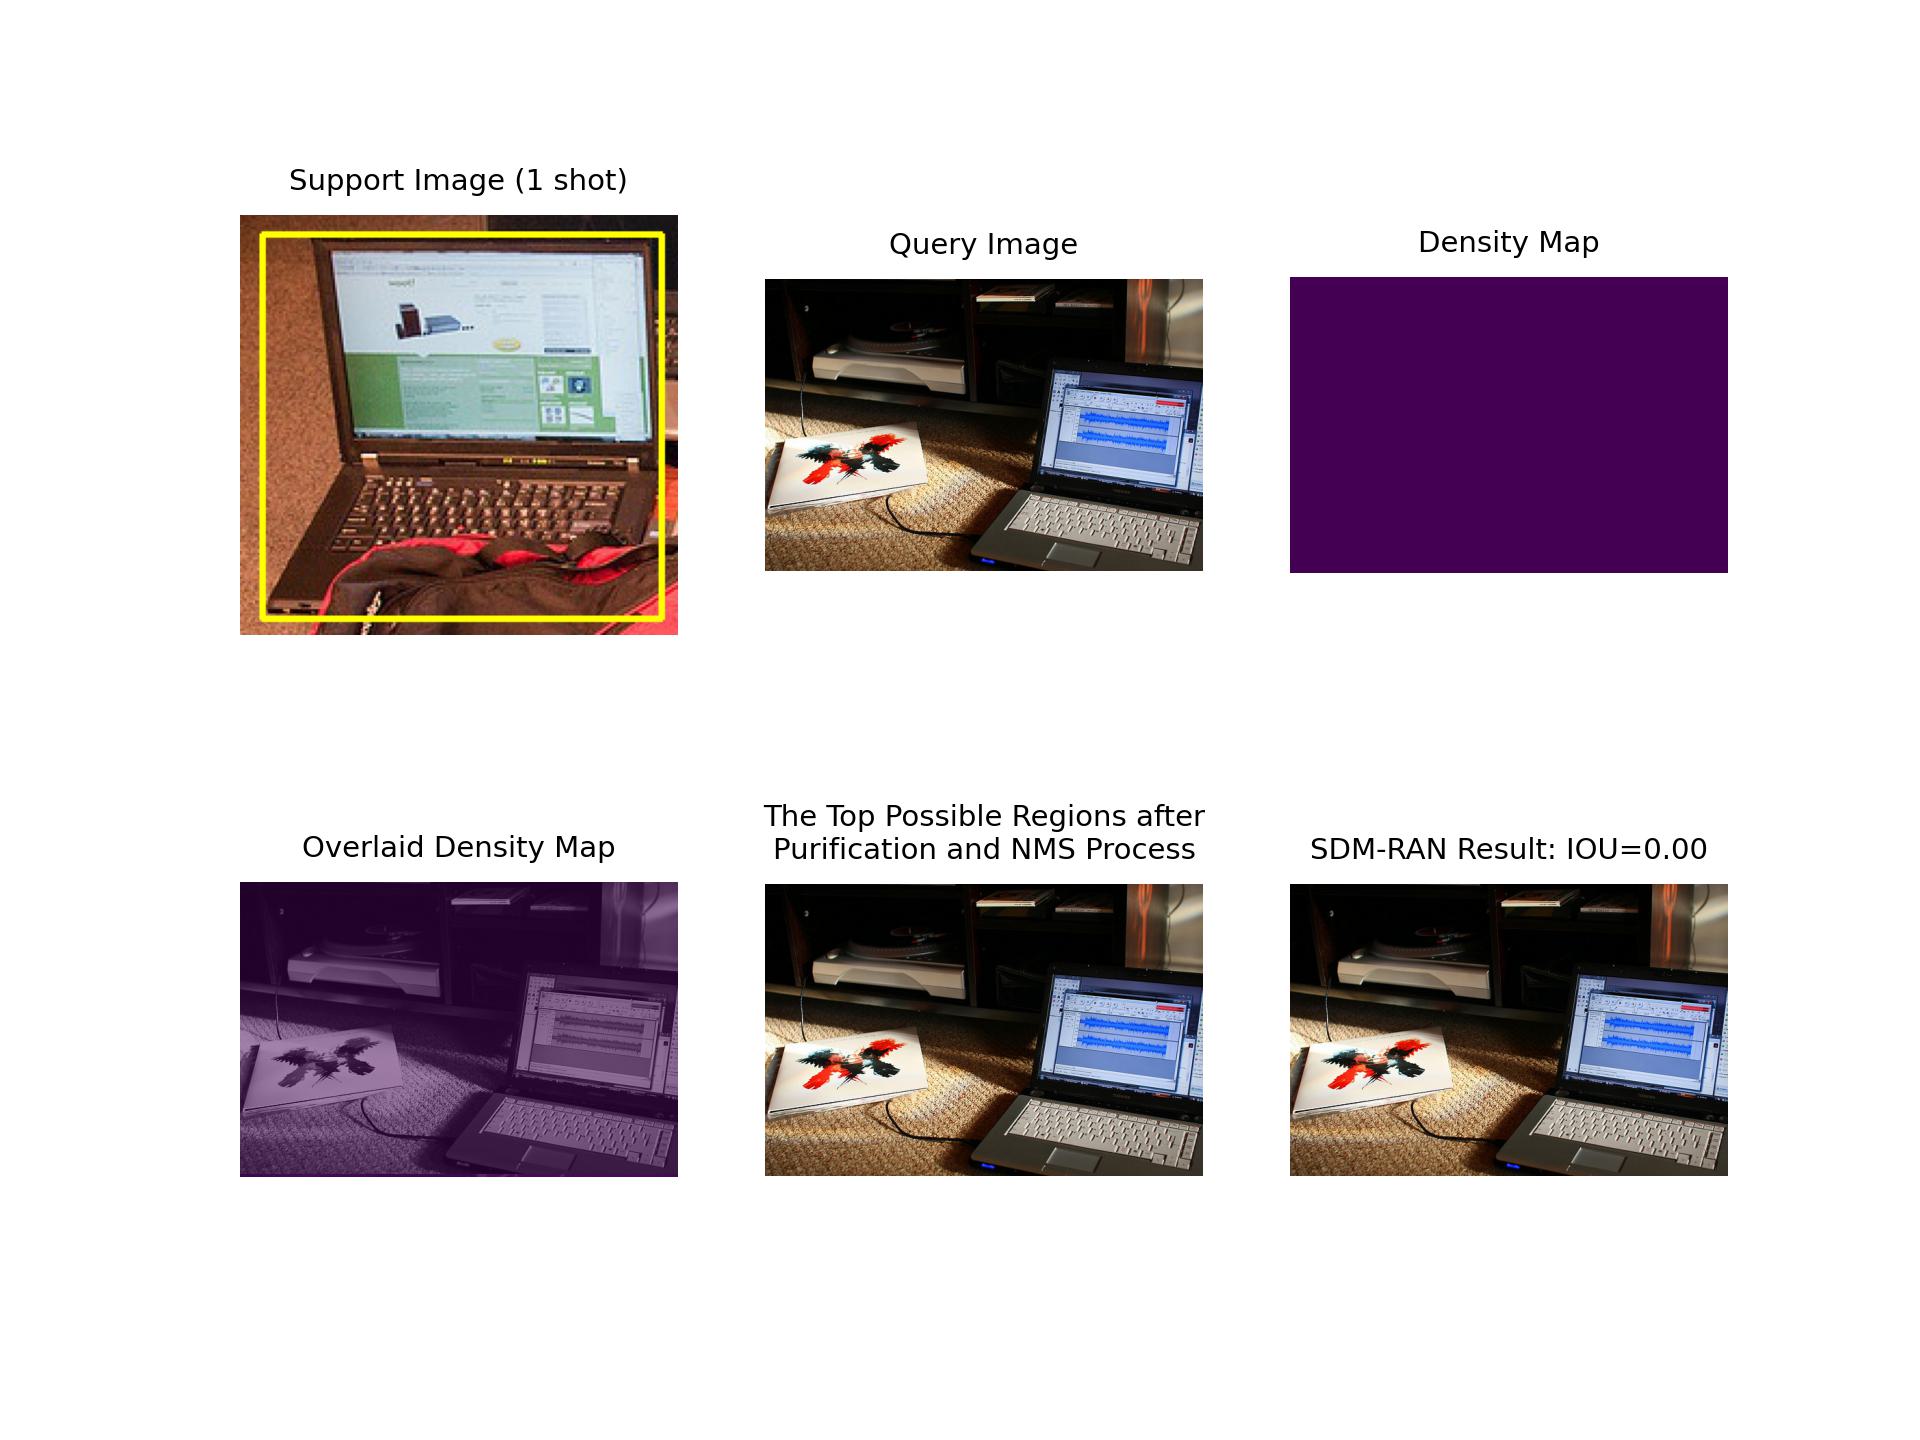 Support Image (1 shot)
woot!
Query Image
Density Map
Overlaid Density Map
The Top Possible Regions after
Purification and NMS Process
SDM-RAN Result: IOU=0.00